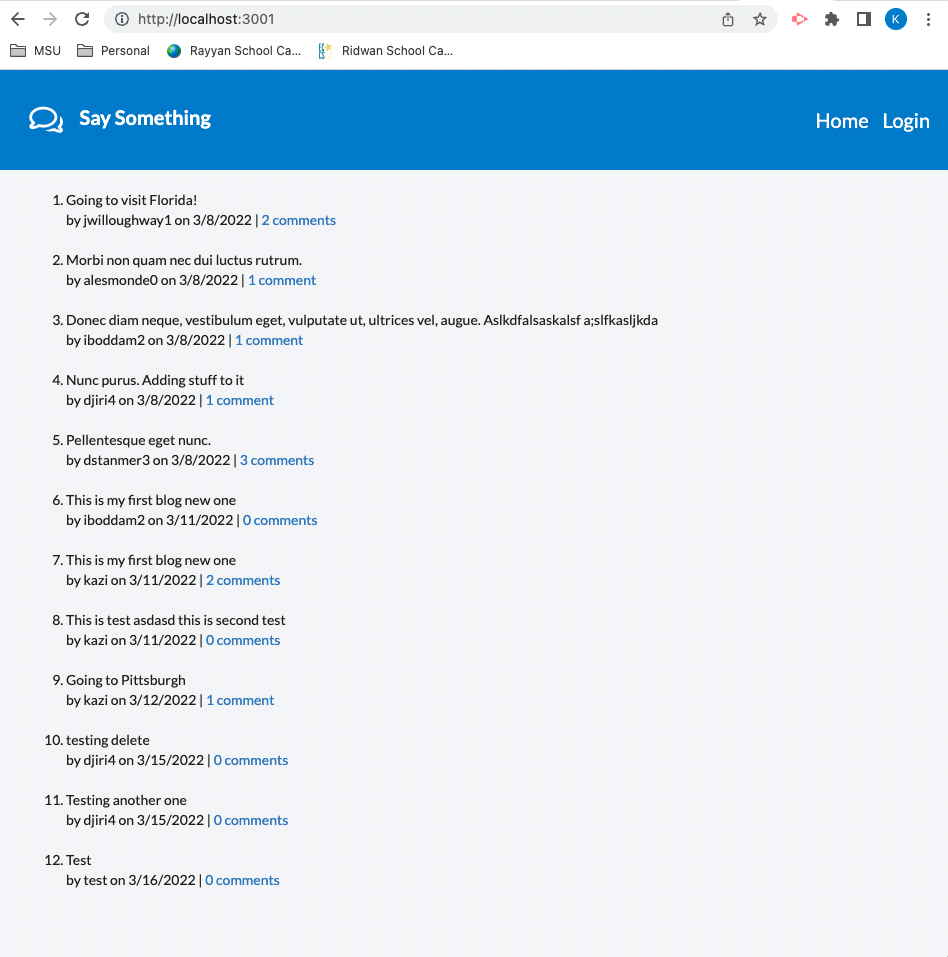 http://localhost:3001
K
MSU Personal Rayyan School Ca... Ridwan School Ca...
Say Something
Home Login
1. Going to visit Florida!
by jwilloughway1 on 3/8/2022 | 2 comments
2. Morbi non quam nec dui luctus rutrum.
by alesmonde0 on 3/8/2022 | 1 comment
3. Donec diam neque, vestibulum eget, vulputate ut, ultrices vel, augue. Aslkdfalsaskalsf a;slfkasljkda
by iboddam2 on 3/8/2022 | 1 comment
4. Nunc purus. Adding stuff to it
by djiri4 on 3/8/2022 | 1 comment
5. Pellentesque eget nunc.
by dstanmer3 on 3/8/2022 | 3 comments
6. This is my first blog new one
by iboddam2 on 3/11/2022 | 0 comments
7. This is my first blog new one
by kazi on 3/11/2022 | 2 comments
8. This is test asdasd this is second test
by kazi on 3/11/2022 | 0 comments
9. Going to Pittsburgh
by kazi on 3/12/2022 | 1 comment
10. testing delete
by djiri4 on 3/15/2022 | 0 comments
11. Testing another one
by djiri4 on 3/15/2022 | 0 comments
12. Test
by test on 3/16/2022 | 0 comments